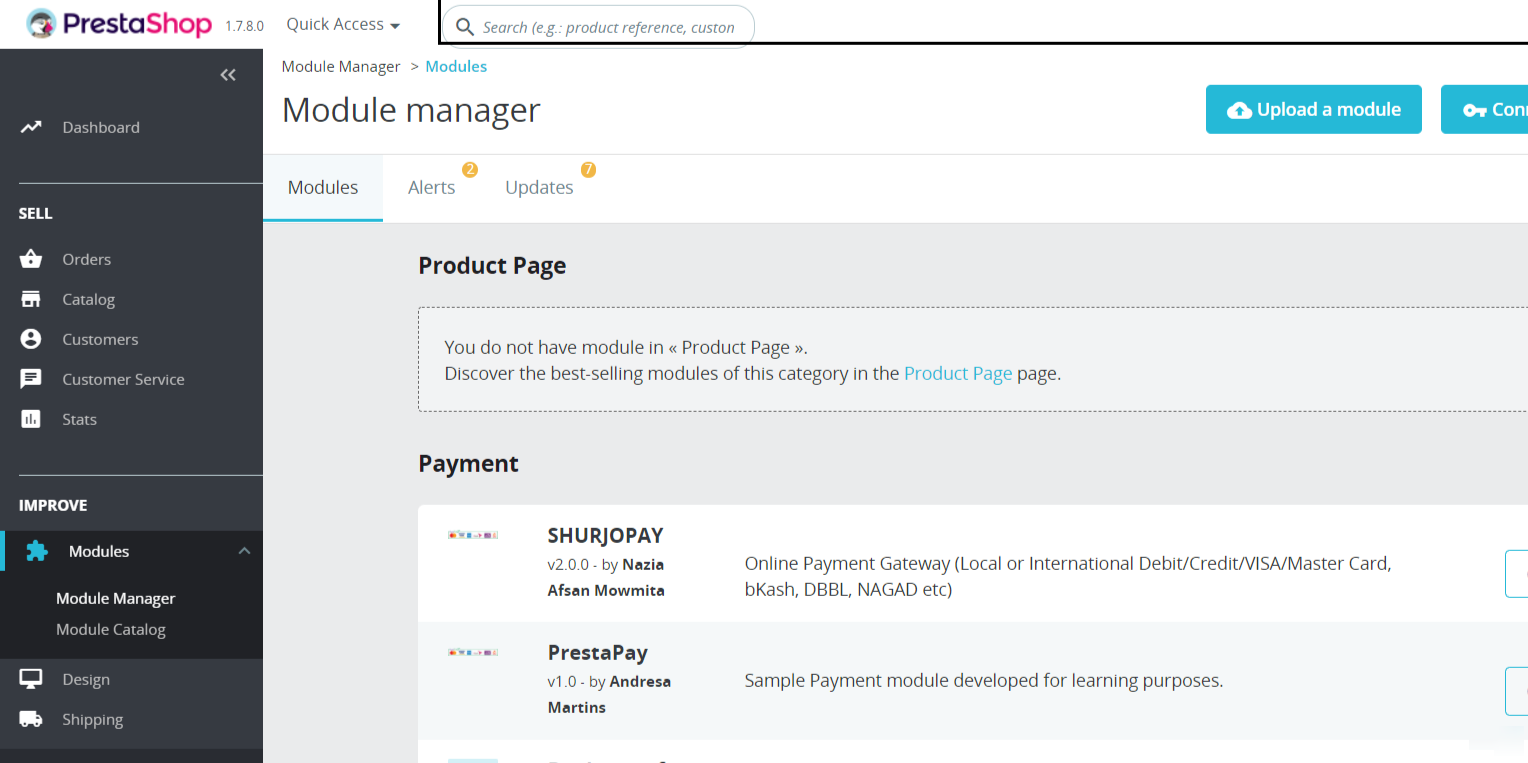 PrestaShop 1.7.8.0 Quick Access Search (e.g.: product reference, custon
Module Manager > Modules
Module manager
Upload a module
Con
Dashboard
Modules
Alerts 2
Updates 7
SELL
Orders
Catalog
Customers
Customer Service
Stats
IMPROVE
Modules
Module Manager
Module Catalog
Design
Shipping
Product Page
You do not have module in « Product Page ».
Discover the best-selling modules of this category in the Product Page page.
Payment
SHURJOPAY
v2.0.0 - by Nazia
Afsan Mowmita
Online Payment Gateway (Local or International Debit/Credit/VISA/Master Card,
bKash, DBBL, NAGAD etc)
PrestaPay
v1.0 - by Andresa
Martins
Sample Payment module developed for learning purposes.